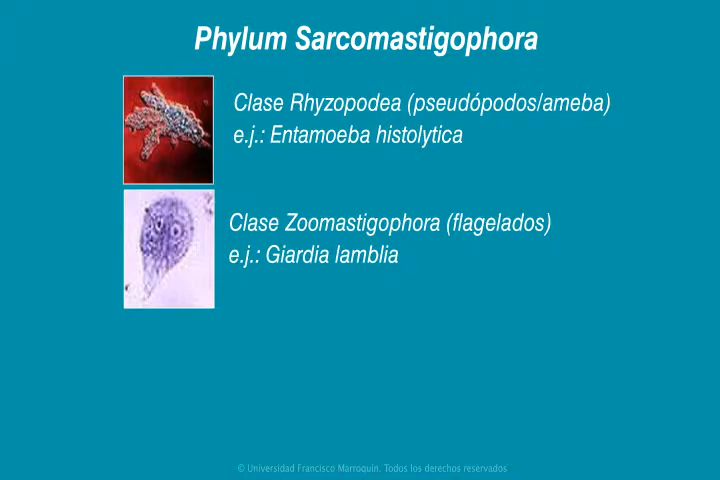 Phylum Sarcomastigophora
Clase Rhyzopodea (pseudópodos/ameba)
e.j.: Entamoeba histolytica
Clase Zoomastigophora (flagelados)
e.j.: Giardia lamblia
© Universidad Francisco Marroquín. Todos los derechos reservados